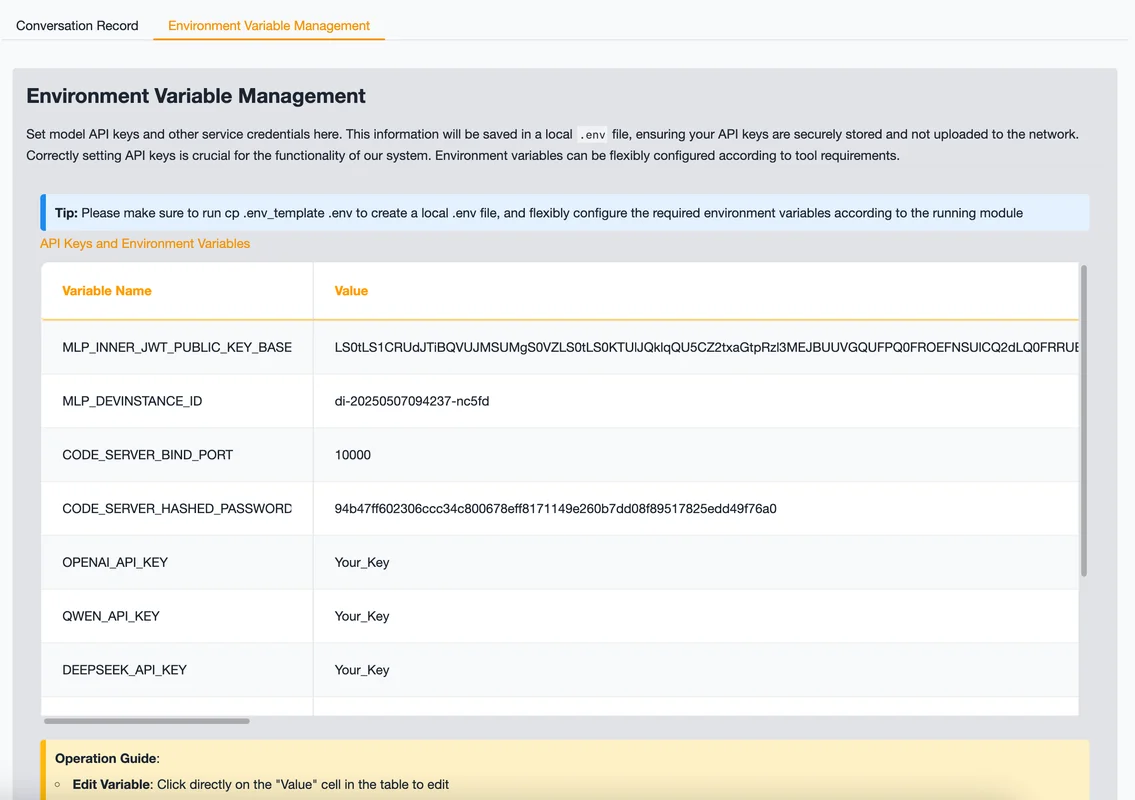 Conversation Record
Environment Variable Management
Environment Variable Management
Set model API keys and other service credentials here. This information will be saved in a local .env file, ensuring your API keys are securely stored and not uploaded to the network.
Correctly setting API keys is crucial for the functionality of our system. Environment variables can be flexibly configured according to tool requirements.
Tip: Please make sure to run cp .env_template .env to create a local .env file, and flexibly configure the required environment variables according to the running module
API Keys and Environment Variables
Variable Name Value
MLP_INNER_JWT_PUBLIC_KEY_BASE
MLP_DEVINSTANCE_ID di-20250507094237-nc5fd
CODE_SERVER_BIND_PORT 10000
CODE_SERVER_HASHED_PASSWORD 94b47ff602306ccc34c800678eff8171149e260b7dd08f89517825edd49f76a0
OPENAI_API_KEY Your_Key
QWEN_API_KEY Your_Key
DEEPSEEK_API_KEY Your_Key
Operation Guide:
◦ Edit Variable: Click directly on the "Value" cell in the table to edit